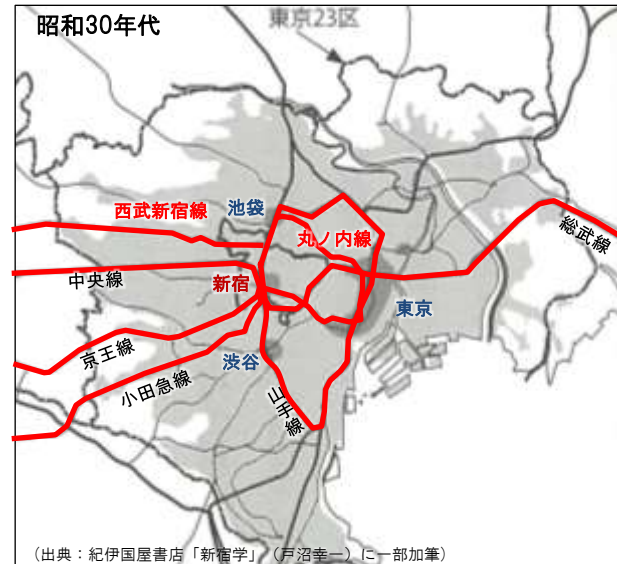 昭和30年代
東京23区
西武新宿線
池袋
丸ノ内線
総武線
中央線
新宿
東京
京王線
渋谷
小田急線
山手線
（出典：紀伊国屋書店「新宿学」（戸沼幸一）に一部加筆）